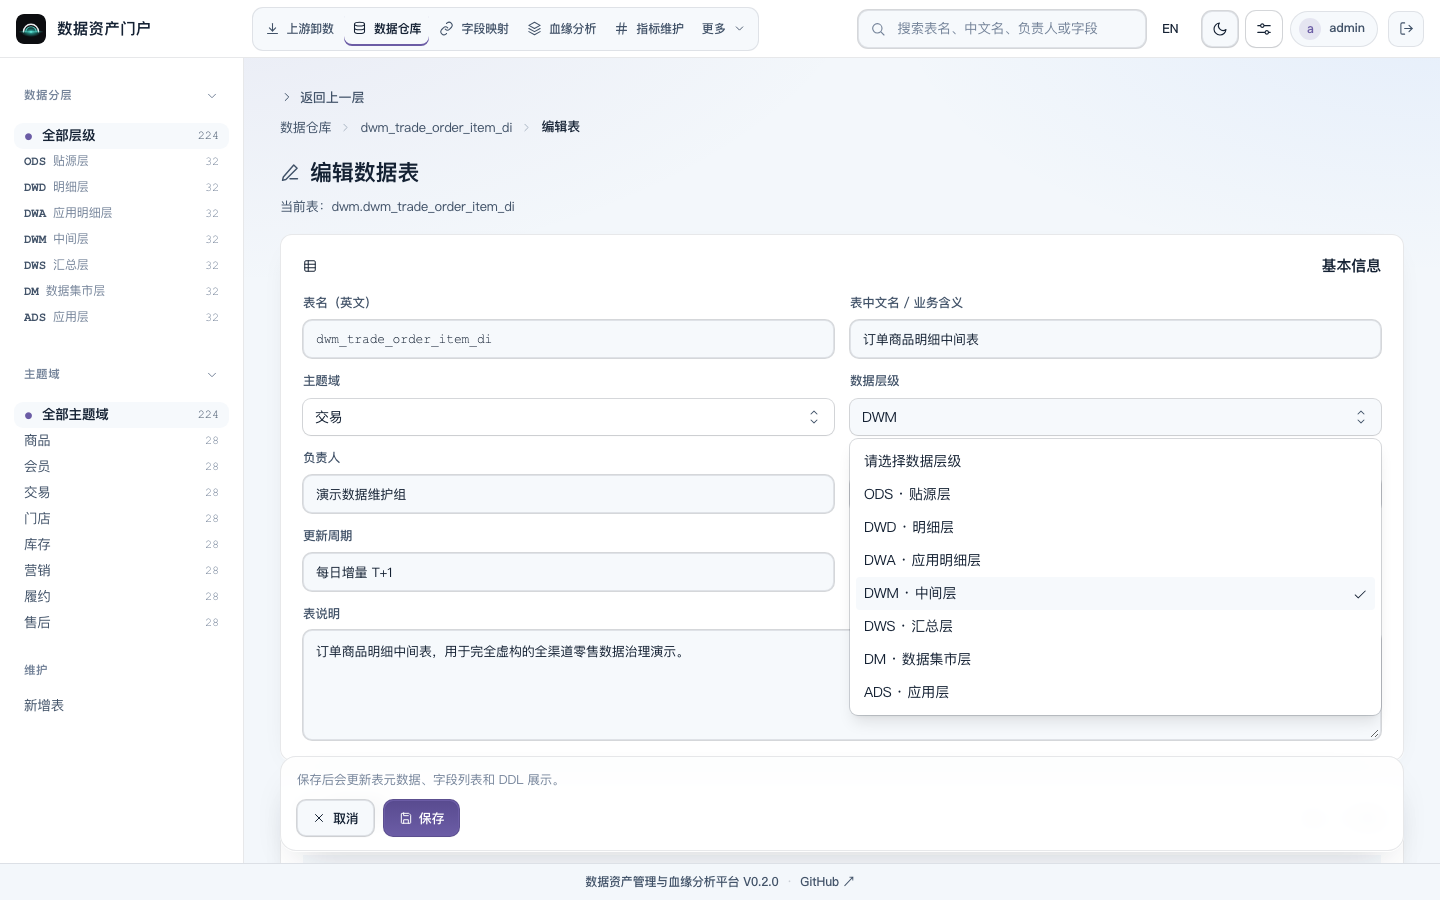 数据资产门户
上游卸数
数据仓库
字段映射
血缘分析
指标维护
更多
搜索表名、中文名、负责人或字段
EN
a
admin
数据分层
全部层级 224
ODS 贴源层 32
DWD 明细层 32
DWA 应用明细层 32
DWM 中间层 32
DWS 汇总层 32
DM 数据集市层 32
ADS 应用层 32
主题域
全部主题域 224
商品 28
会员 28
交易 28
门店 28
库存 28
营销 28
履约 28
售后 28
维护
新增表
返回上一层
数据仓库 dwm_trade_order_item_di 编辑表
编辑数据表
当前表：dwm.dwm_trade_order_item_di
基本信息
表名（英文）
dwm_trade_order_item_di
表中文名 / 业务含义
订单商品明细中间表
主题域
交易
数据层级
DWM
请选择数据层级
ODS · 贴源层
DWD · 明细层
DWA · 应用明细层
DWM · 中间层
DWS · 汇总层
DM · 数据集市层
ADS · 应用层
负责人
演示数据维护组
更新周期
每日增量 T+1
表说明
订单商品明细中间表，用于完全虚构的全渠道零售数据治理演示。
保存后会更新表元数据、字段列表和 DDL 展示。
取消
保存
数据资产管理与血缘分析平台 V0.2.0 · GitHub ↗